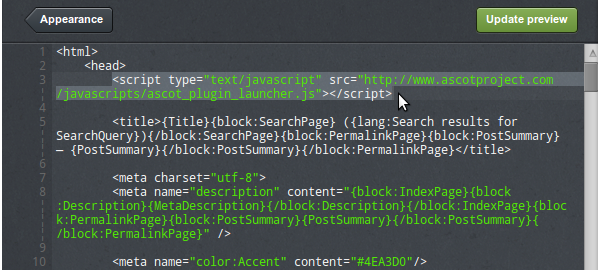 Appearance
Update preview
1 <html>
2 <head>
3 <script type="text/javascript" src="http://www.ascotproject.com
/javascripts/ascot_plugin_launcher.js"></script>
4
5 <title>{Title}{block:SearchPage} ({lang:Search results for
SearchQuery}){/block:SearchPage}{block:PermalinkPage}{block:PostSummary}
— {PostSummary}{/block:PostSummary}{/block:PermalinkPage}</title>
6
7 <meta charset="utf-8">
8 <meta name="description" content="{block:IndexPage}{block
:Description}{MetaDescription}{/block:Description}{/block:IndexPage}{bloc
k:PermalinkPage}{block:PostSummary}{PostSummary}{/block:PostSummary}{
/block:PermalinkPage}" />
9
10 <meta name="color:Accent" content="#4EA3D0"/>